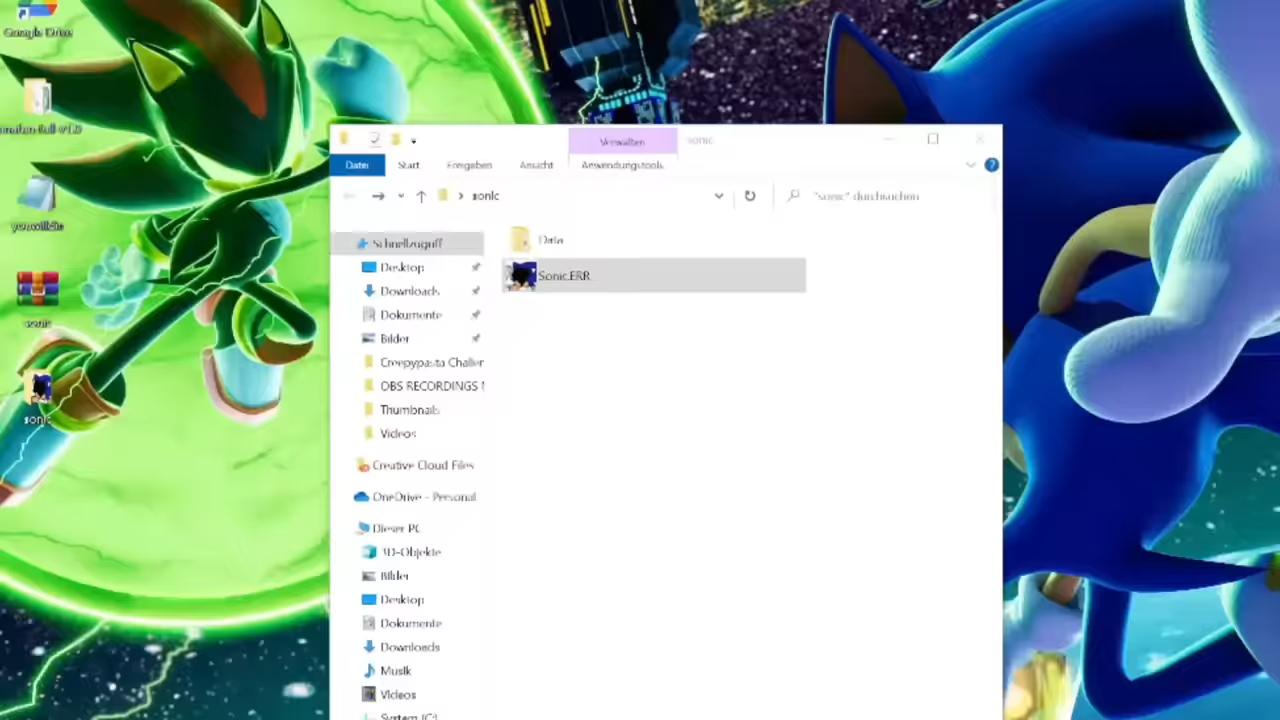 Google Drive
youwilldie
sonic
sonic
Verwalten
sonic
Datei
Start
Freigeben
Ansicht
Anwendungstools
sonic
"sonic" durchsuchen
Schnellzugriff
Desktop
Downloads
Dokumente
Bilder
Creepypasta Challen
OBS RECORDINGS
Thumbnails
Videos
Creative Cloud Files
OneDrive - Personal
Dieser PC
3D-Objekte
Bilder
Desktop
Dokumente
Downloads
Musik
Videos
System (C:)
Data
Sonic.ERR